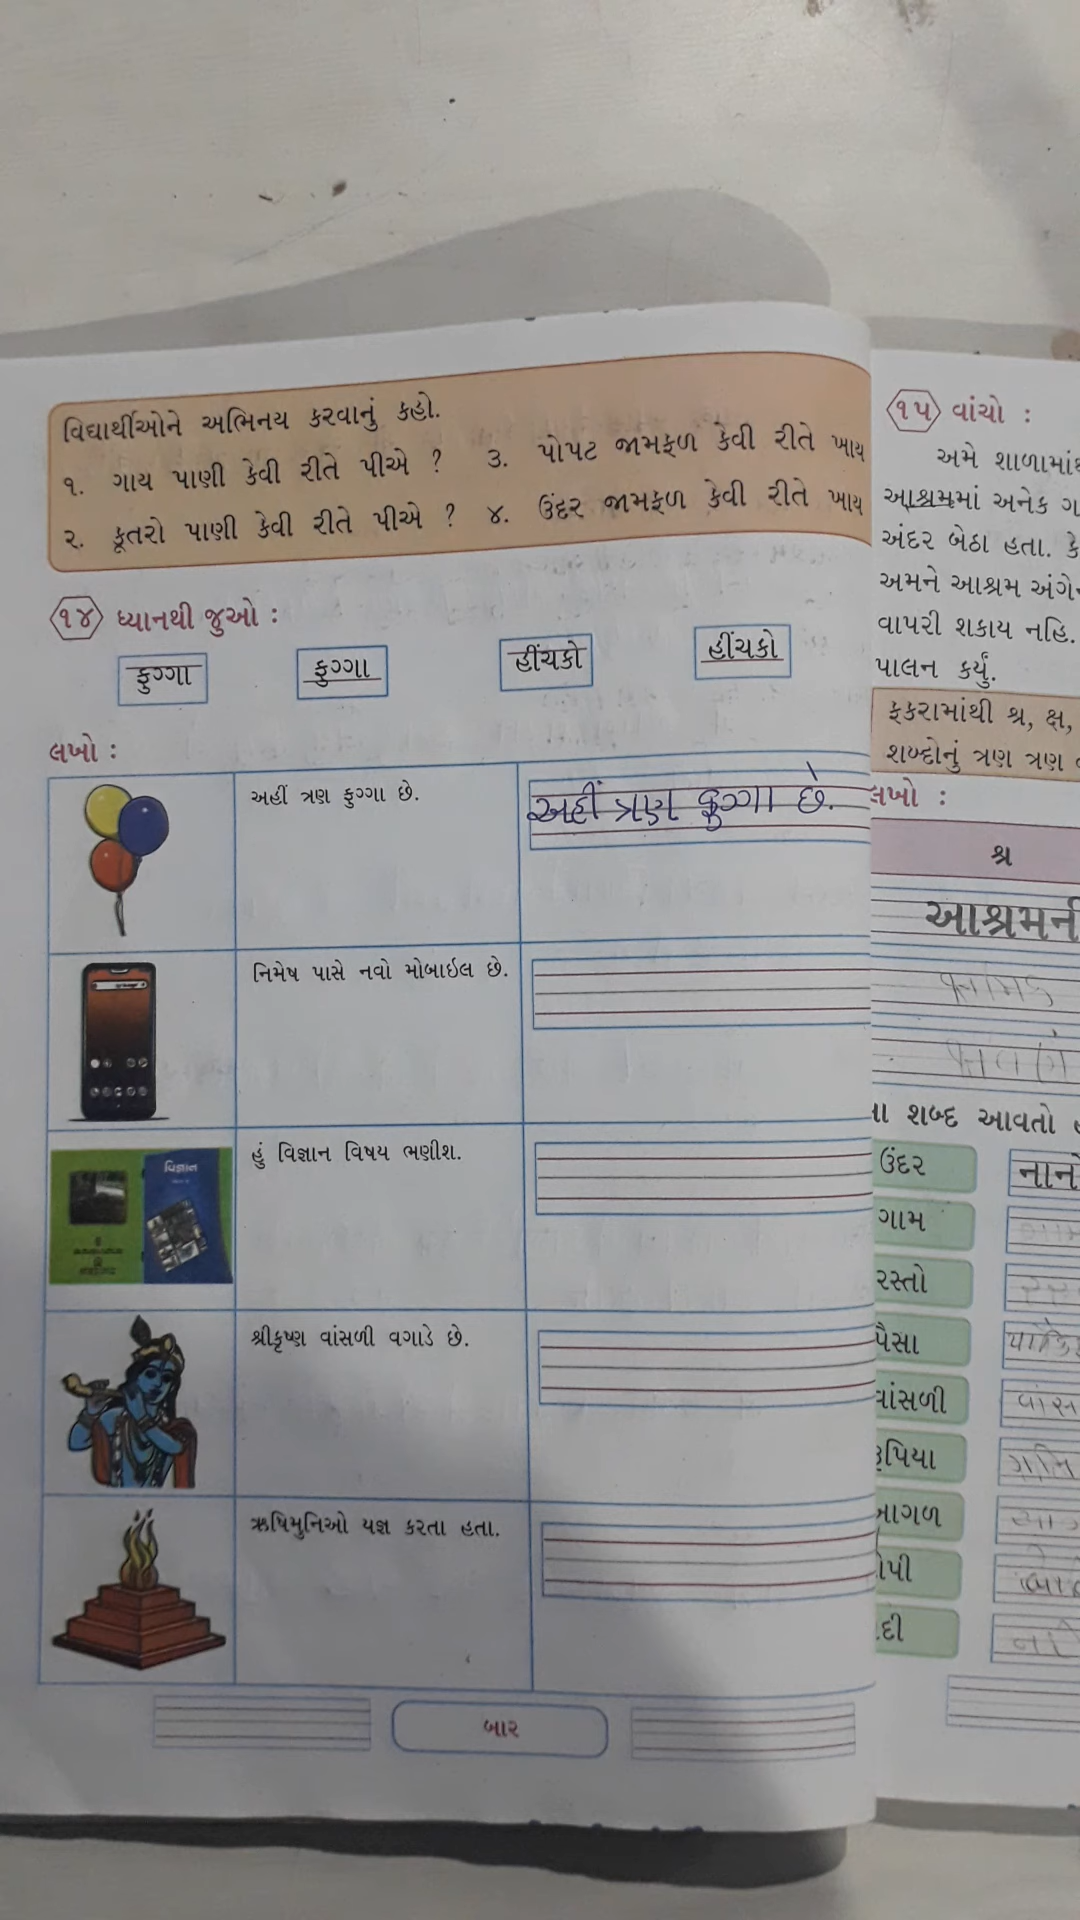 વિદ્યાર્થીઓને અભિનય કરવાનું કહો.
૧. ગાય પાણી કેવી રીતે પીએ ? ૩. પોપટ જામફળ કેવી રીતે ખાય
૨. કૂતરો પાણી કેવી રીતે પીએ ? ૪. ઉંદર જામફળ કેવી રીતે ખાય
૧૪ ધ્યાનથી જુઓ :
ફુગ્ગા ફુગ્ગા હીંચકો હીંચકો
લખો :
અહીં ત્રણ ફુગ્ગા છે. અહીં ત્રણ ફુગ્ગા છે.
નિમેષ પાસે નવો મોબાઇલ છે.
વિજ્ઞાન
હું વિજ્ઞાન વિષય ભણીશ.
શ્રીકૃષ્ણ વાંસળી વગાડે છે.
ઋષિમુનિઓ યજ્ઞ કરતા હતા.
બાર
૧૫ વાંચો :
અમે શાળામાં
આશ્રમમાં અનેક
અંદર બેઠા હતા.
અમને આશ્રમ અંગે
વાપરી શકાય નહિ.
પાલન કર્યું.
ફકરામાંથી શ્ર, ક્ષ,
શબ્દોનું ત્રણ ત્રણ
લખો :
શ્ર
આશ્રમની
શબ્દ આવતો
ઉંદર
ગામ
રસ્તો
પૈસા
વાંસળી